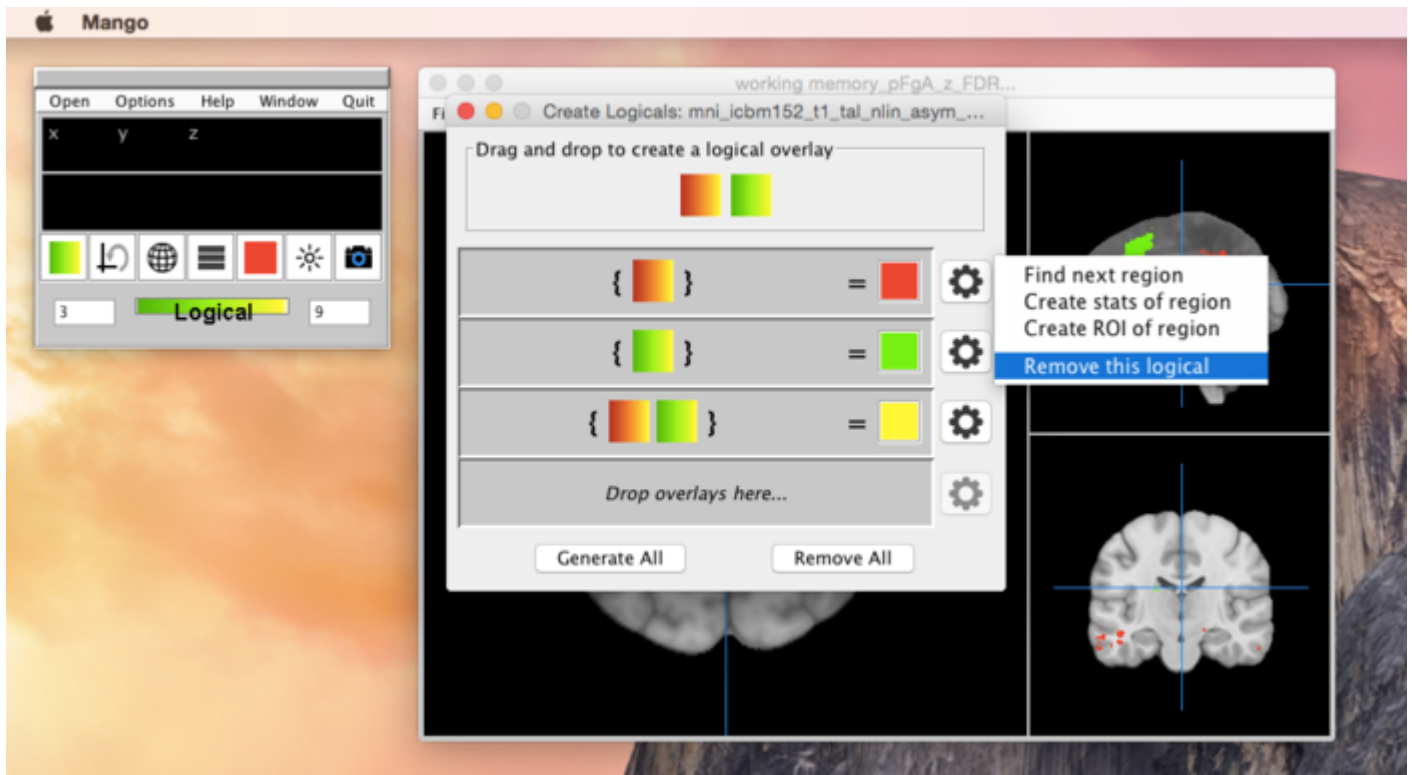 Mango
Open Options Help Window Quit
x y z
3 Logical 9
working memory_pFgA_z_FDR...
Create Logicals: mni_icbm152_t1_tal_nlin_asym_...
Drag and drop to create a logical overlay
{ } =
{ } =
{ } =
Drop overlays here...
Generate All Remove All
Find next region
Create stats of region
Create ROI of region
Remove this logical